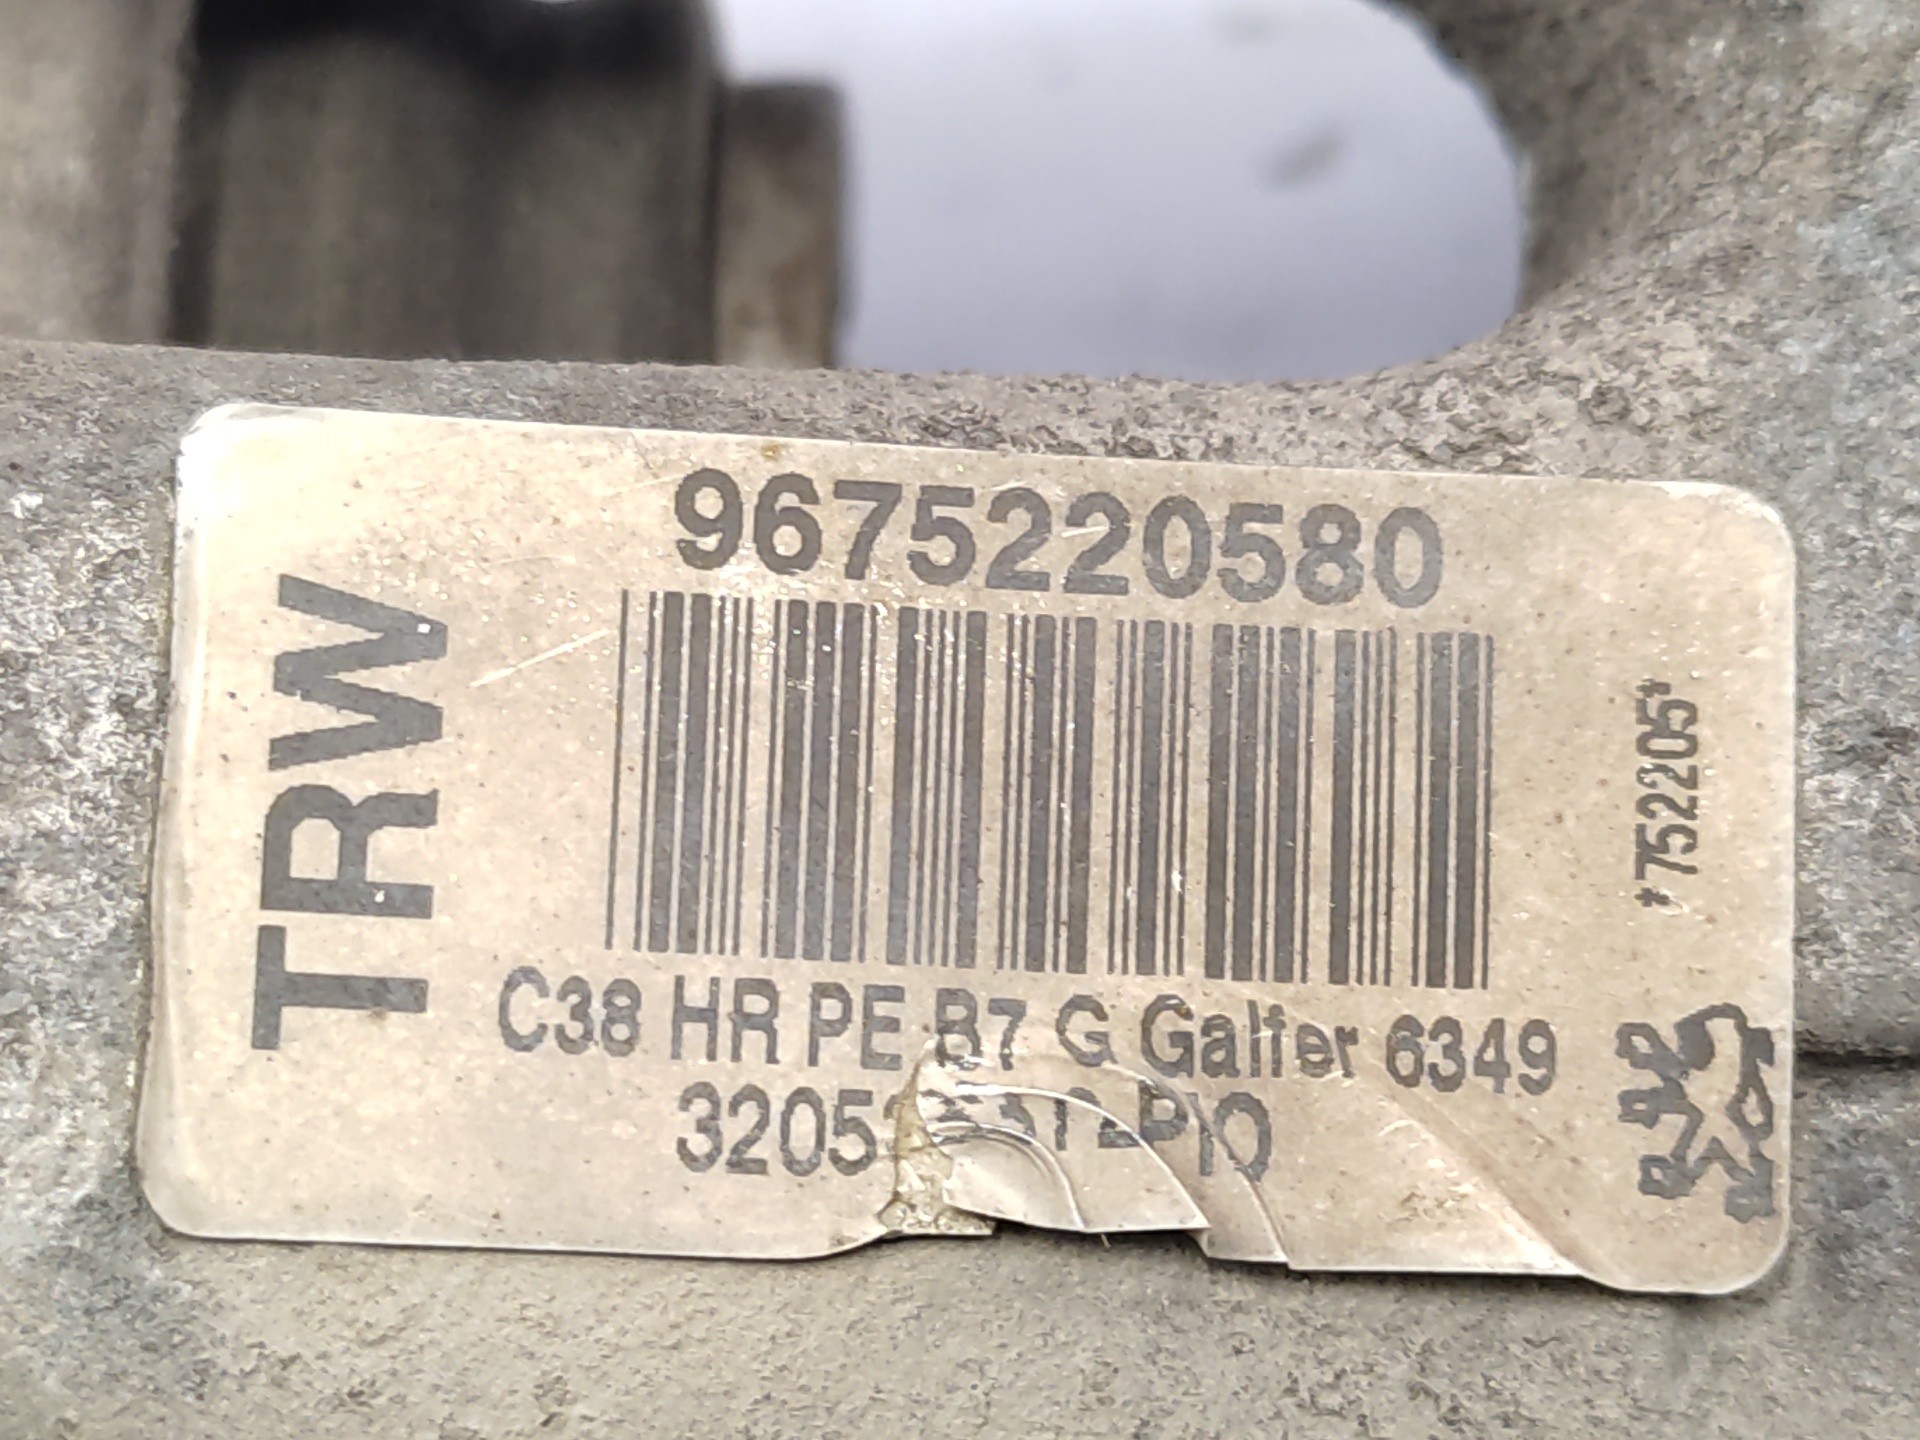 9675220580
TRW
*752205*
C38 HR PE B7 G Galfer 6349